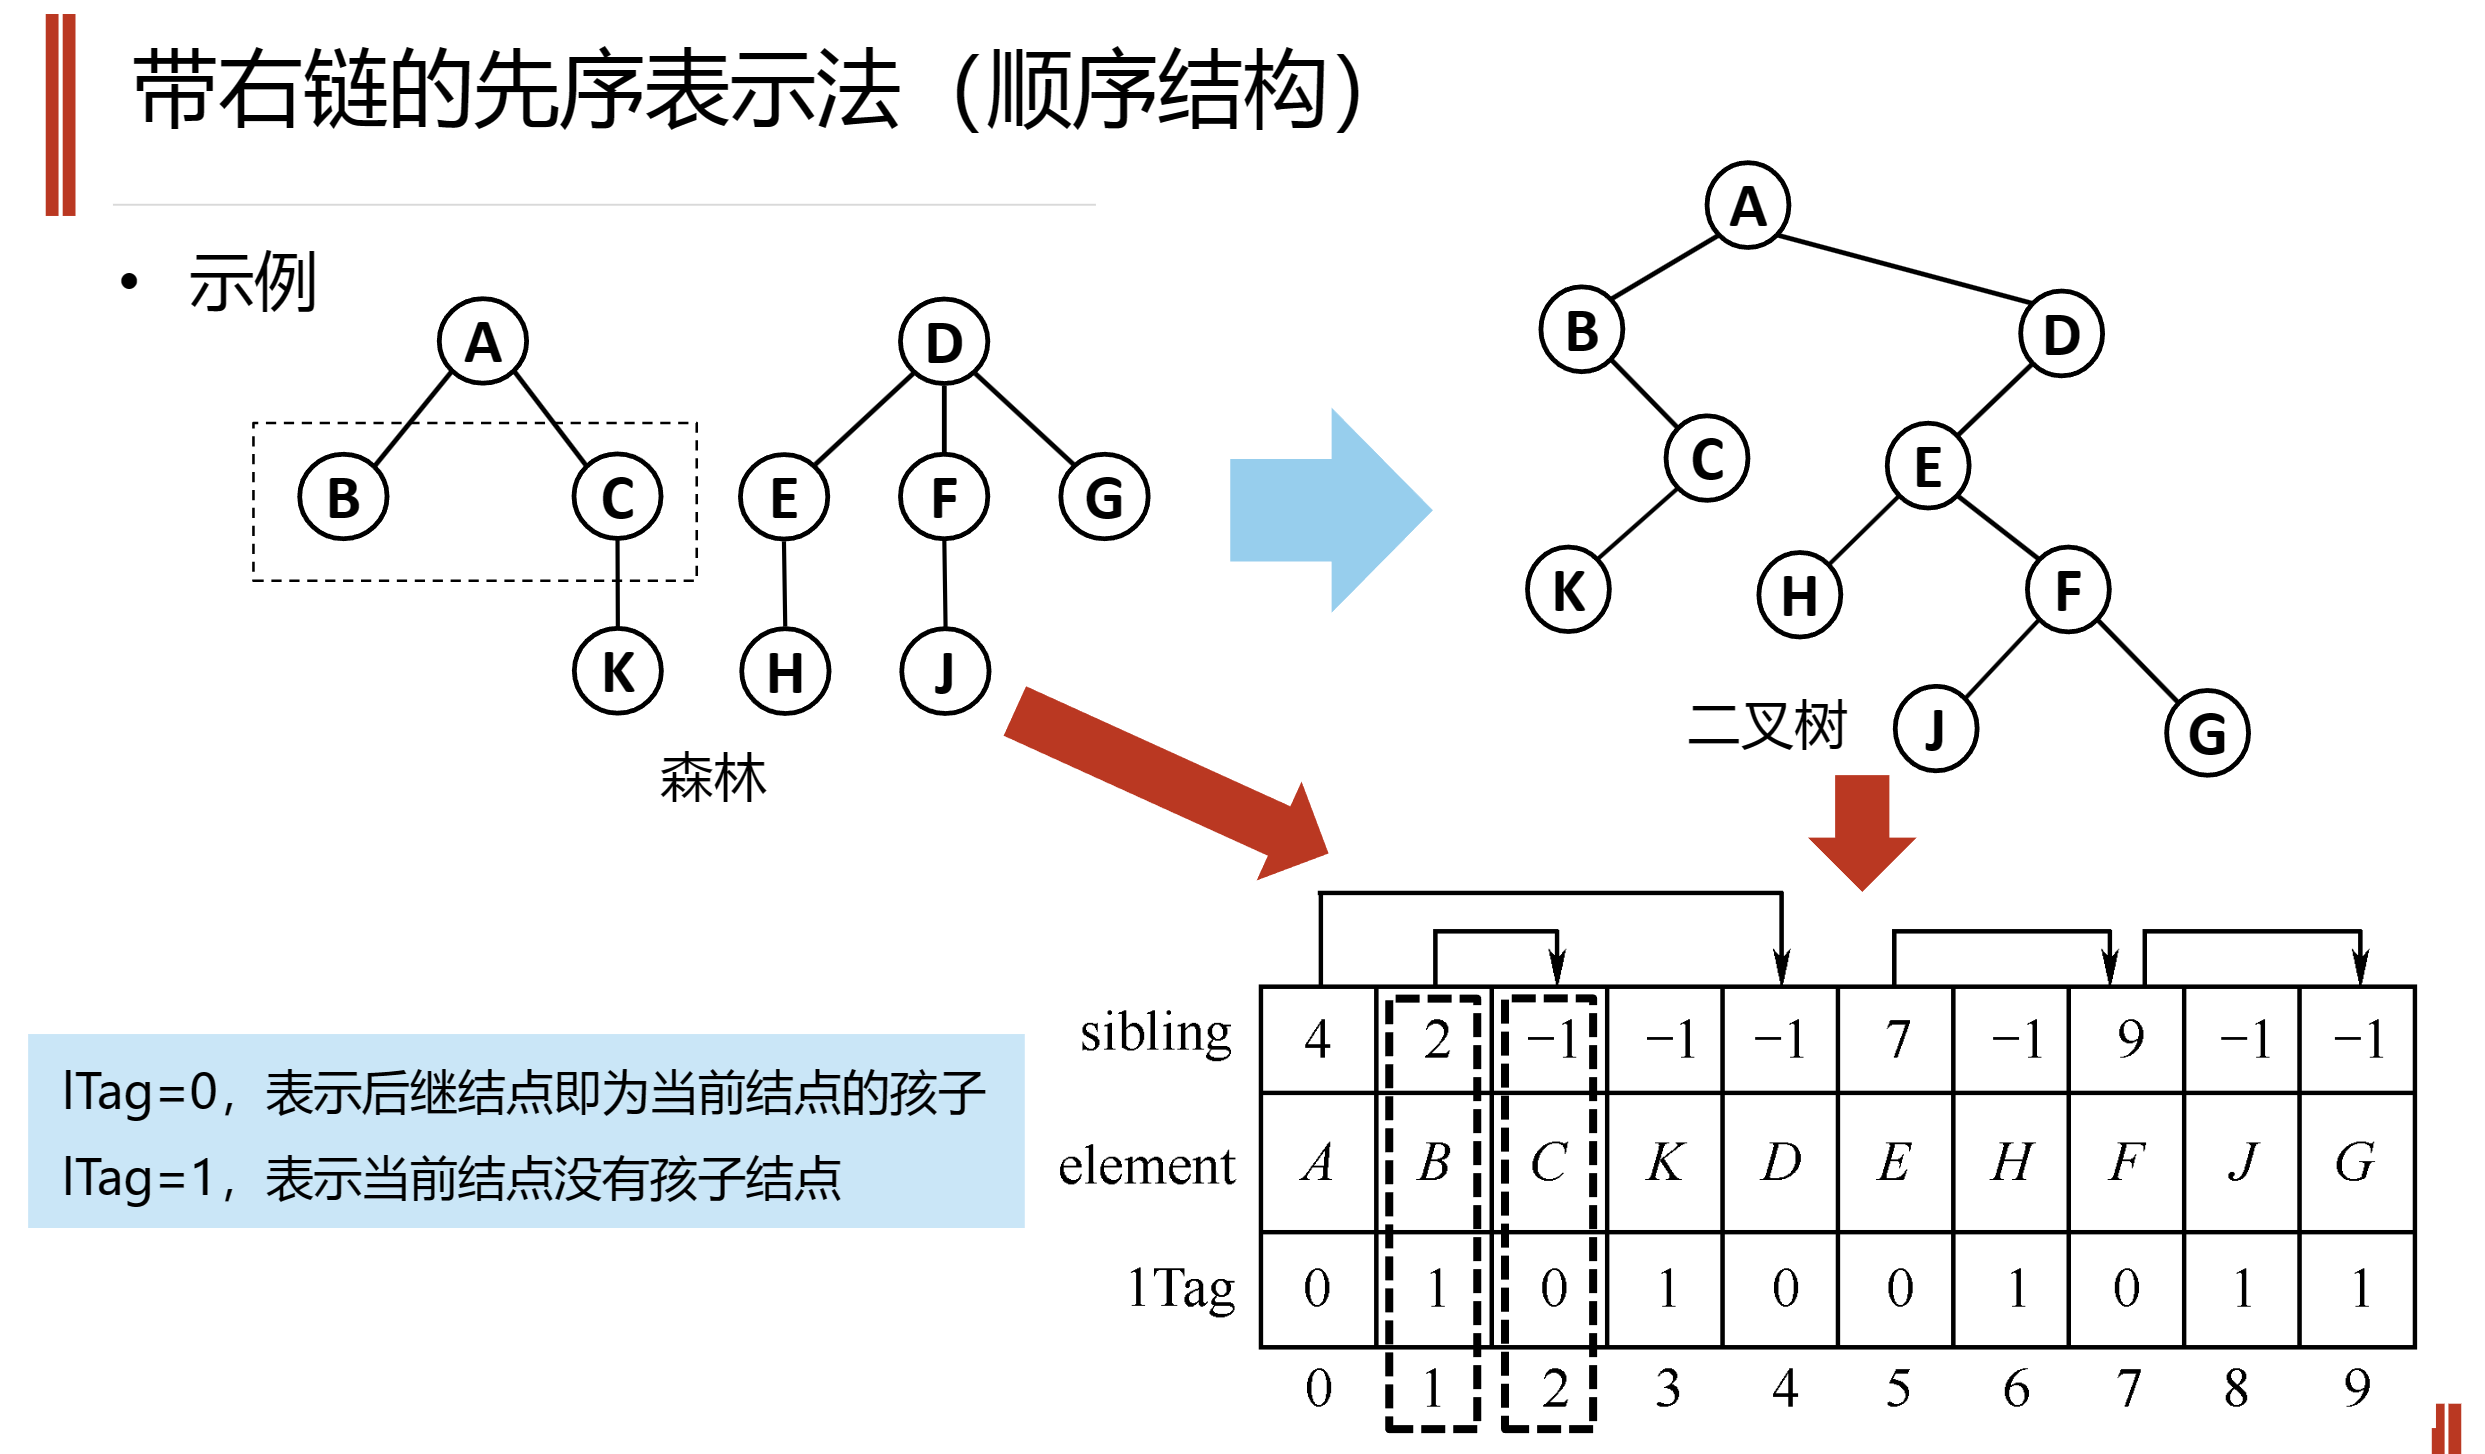 带右链的先序表示法（顺序结构）
• 示例
A
D
B
C
E
F
G
K
H
J
森林
A
B
D
C
E
K
H
F
J
G
二叉树
lTag=0，表示后继结点即为当前结点的孩子
lTag=1，表示当前结点没有孩子结点
sibling 4 2 −1 −1 −1 7 −1 9 −1 −1
element A B C K D E H F J G
1Tag 0 1 0 1 0 0 1 0 1 1
0 1 2 3 4 5 6 7 8 9